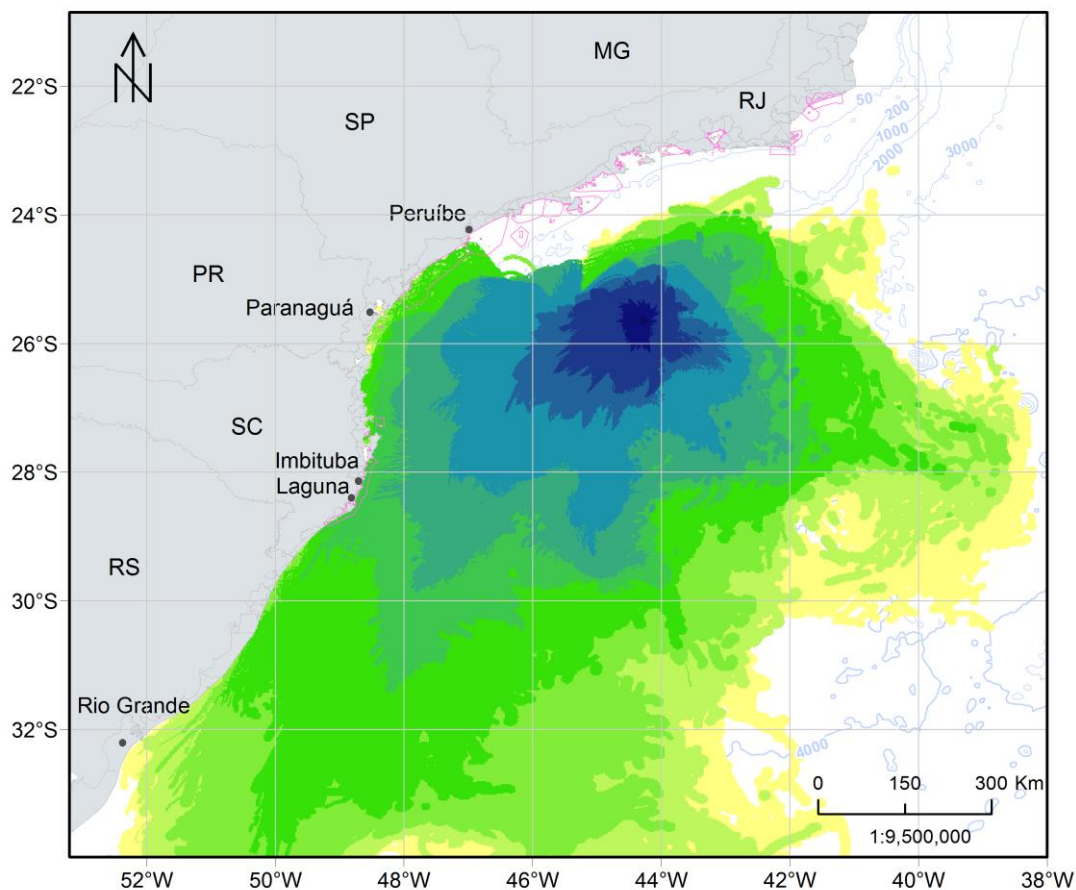 N
MG
RJ
SP
50
200
1000
2000
3000
Peruíbe
PR
Paranaguá
SC
Imbituba
Laguna
RS
Rio Grande
4000
0 150 300 Km
1:9,500,000
22°S
24°S
26°S
28°S
30°S
32°S
52°W 50°W 48°W 46°W 44°W 42°W 40°W 38°W